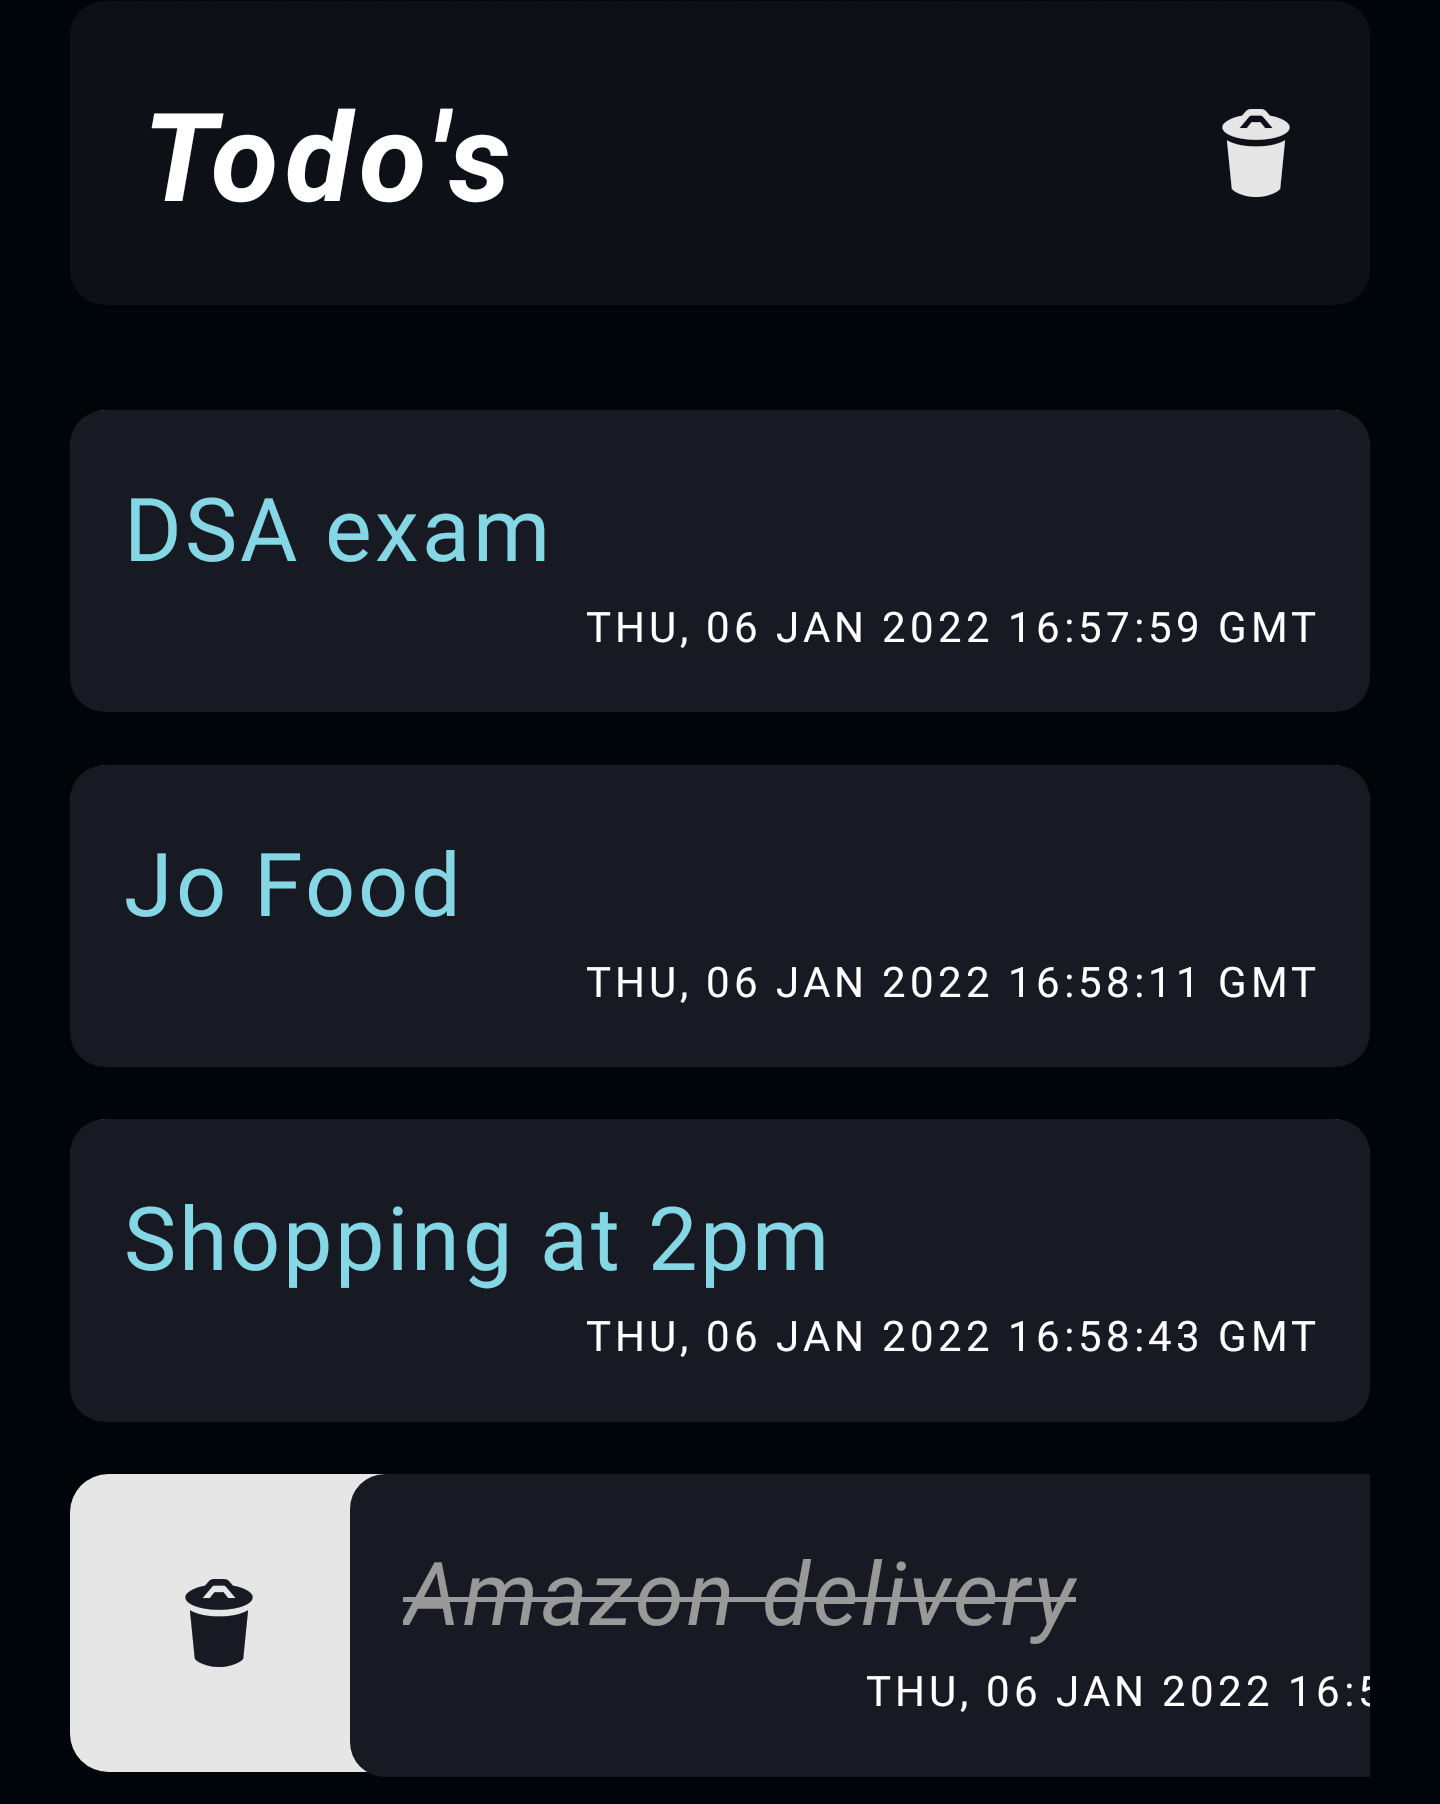 Todo's
DSA exam
THU, 06 JAN 2022 16:57:59 GMT
Jo Food
THU, 06 JAN 2022 16:58:11 GMT
Shopping at 2pm
THU, 06 JAN 2022 16:58:43 GMT
Amazon delivery
THU, 06 JAN 2022 16:5